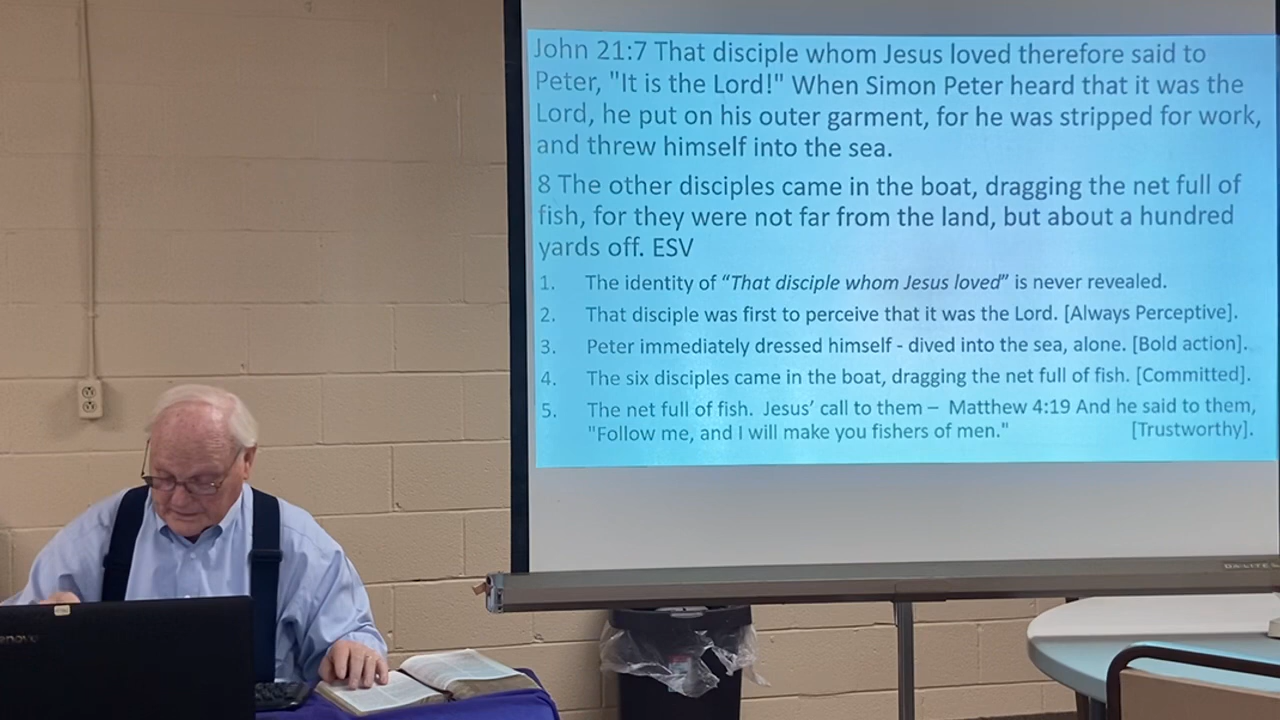 John 21:7 That disciple whom Jesus loved therefore said to
Peter, "It is the Lord!" When Simon Peter heard that it was the
Lord, he put on his outer garment, for he was stripped for work,
and threw himself into the sea.
8 The other disciples came in the boat, dragging the net full of
fish, for they were not far from the land, but about a hundred
yards off. ESV
1. The identity of “That disciple whom Jesus loved” is never revealed.
2. That disciple was first to perceive that it was the Lord. [Always Perceptive].
3. Peter immediately dressed himself - dived into the sea, alone. [Bold action].
4. The six disciples came in the boat, dragging the net full of fish. [Committed].
5. The net full of fish. Jesus’ call to them – Matthew 4:19 And he said to them,
"Follow me, and I will make you fishers of men." [Trustworthy].
DA-LITE
enovo